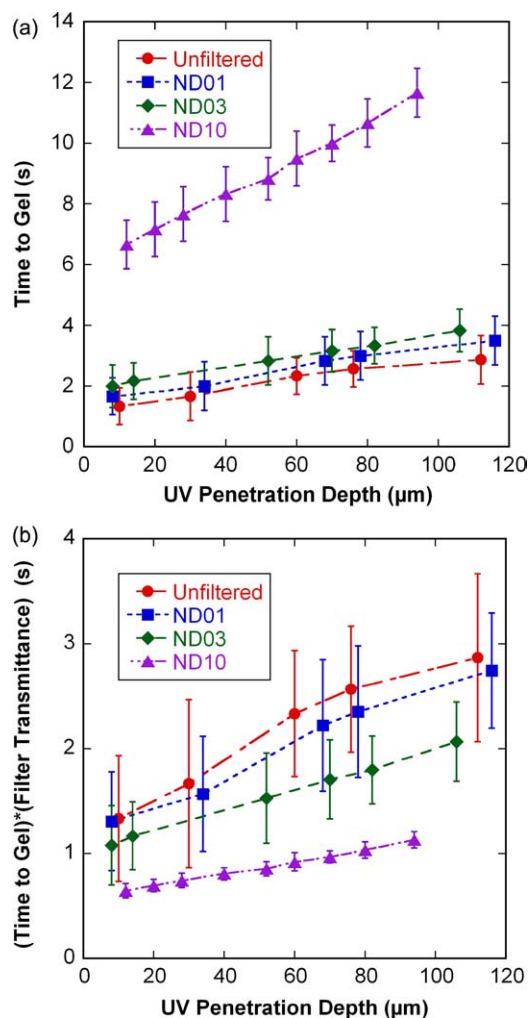 (a)
14
12
10
8
6
4
2
0
Time to Gel (s)
Unfiltered
ND01
ND03
ND10
0 20 40 60 80 100 120
UV Penetration Depth (µm)
(b)
4
3
2
1
0
(Time to Gel)*(Filter Transmittance) (s)
Unfiltered
ND01
ND03
ND10
0 20 40 60 80 100 120
UV Penetration Depth (µm)